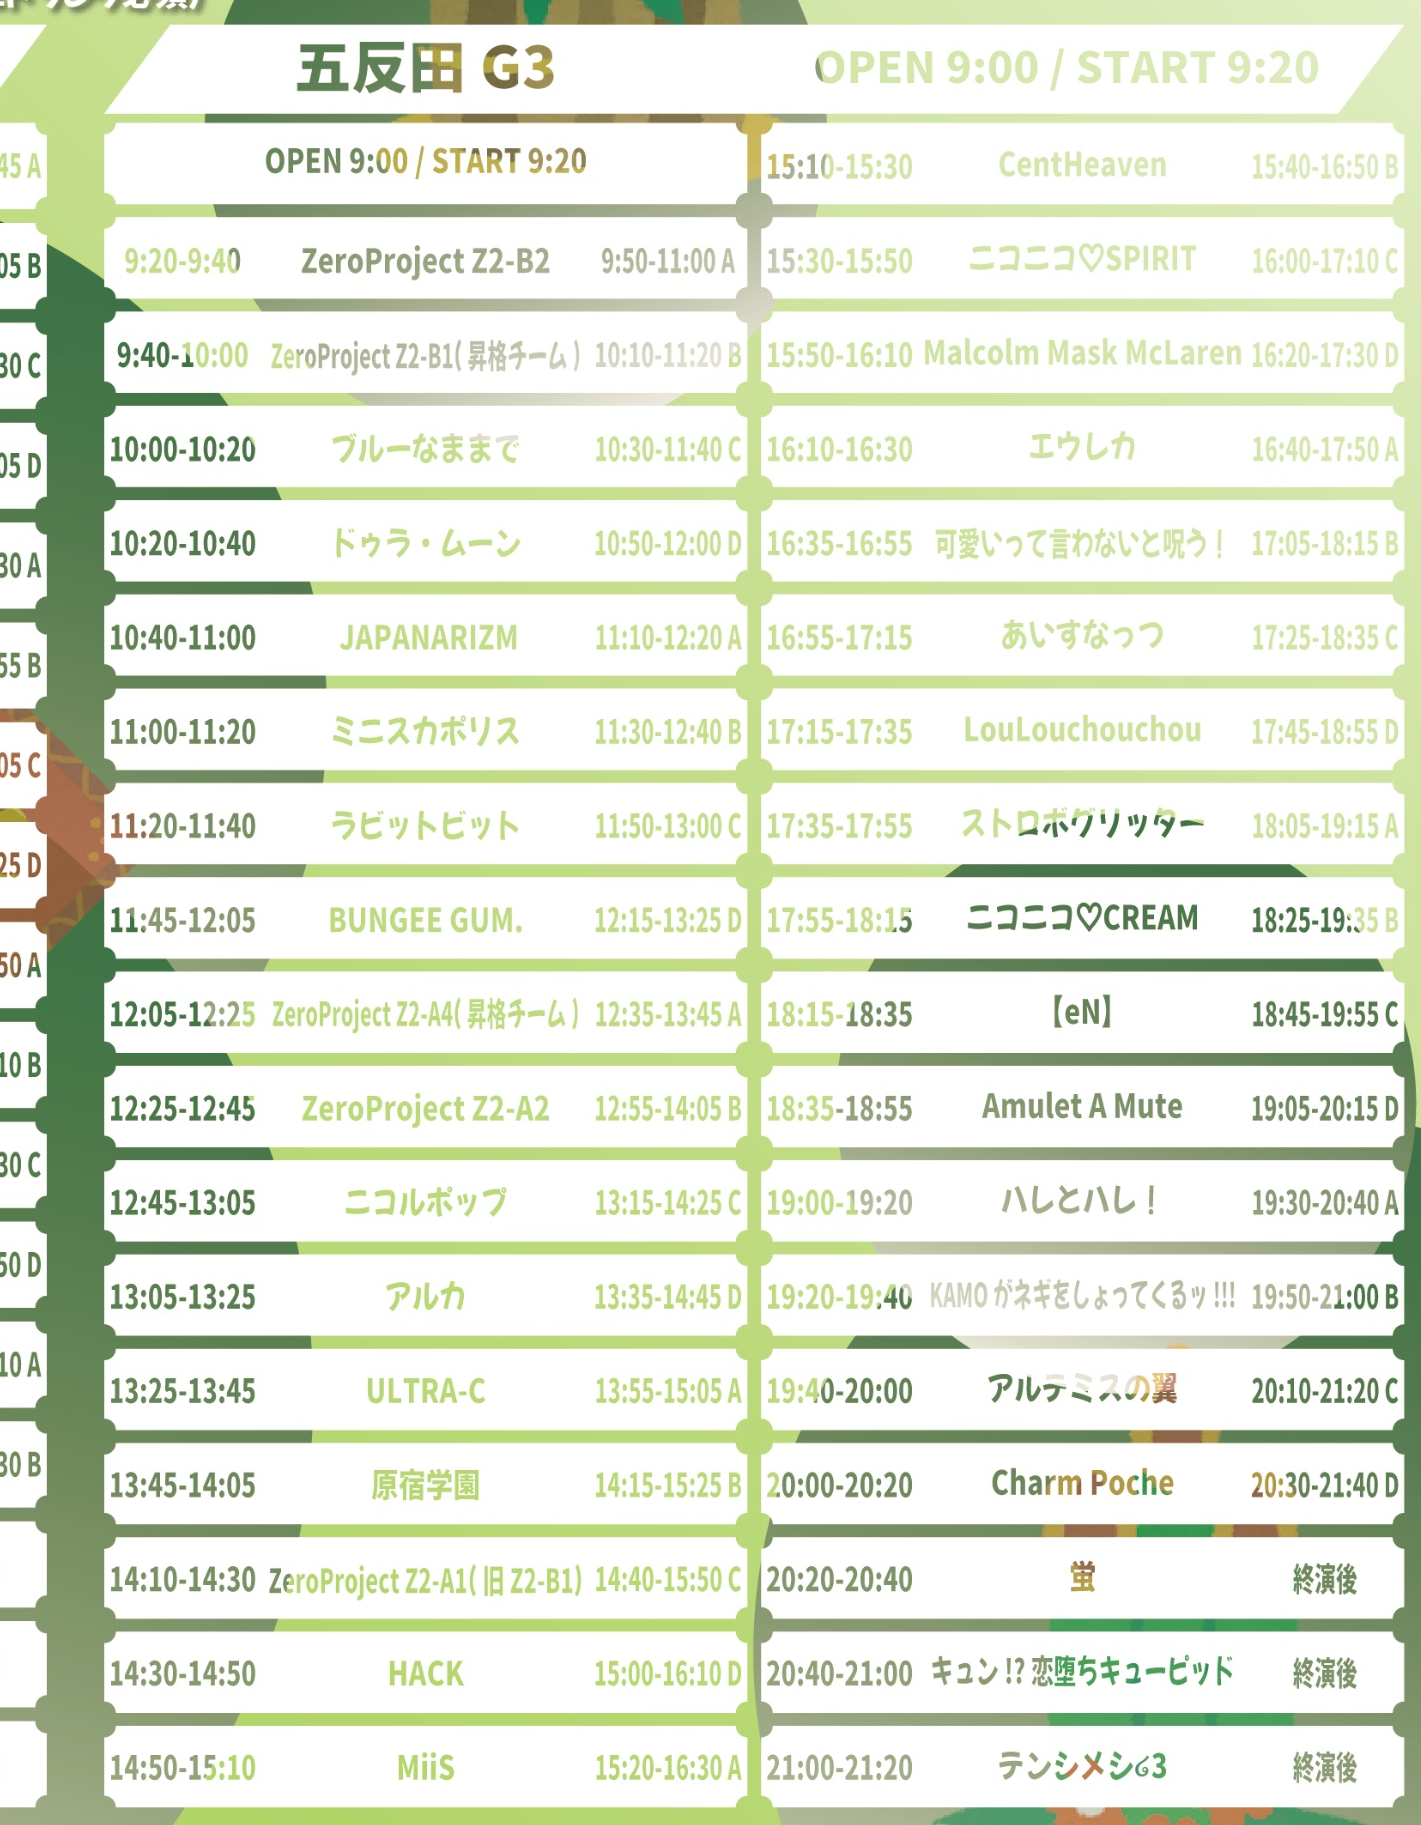 五反田 G3
OPEN 9:00 / START 9:20
OPEN 9:00 / START 9:20
9:20-9:40 ZeroProject Z2-B2 9:50-11:00 A
9:40-10:00 ZeroProject Z2-B1(昇格チーム) 10:10-11:20 B
10:00-10:20 ブルーなままで 10:30-11:40 C
10:20-10:40 ドゥラ・ムーン 10:50-12:00 D
10:40-11:00 JAPANARIZM 11:10-12:20 A
11:00-11:20 ミニスカポリス 11:30-12:40 B
11:20-11:40 ラビットビット 11:50-13:00 C
11:45-12:05 BUNGEE GUM. 12:15-13:25 D
12:05-12:25 ZeroProject Z2-A4(昇格チーム) 12:35-13:45 A
12:25-12:45 ZeroProject Z2-A2 12:55-14:05 B
12:45-13:05 ニコルポップ 13:15-14:25 C
13:05-13:25 アルカ 13:35-14:45 D
13:25-13:45 ULTRA-C 13:55-15:05 A
13:45-14:05 原宿学園 14:15-15:25 B
14:10-14:30 ZeroProject Z2-A1(旧 Z2-B1) 14:40-15:50 C
14:30-14:50 HACK 15:00-16:10 D
14:50-15:10 MiiS 15:20-16:30 A
15:10-15:30 CentHeaven 15:40-16:50 B
15:30-15:50 ニコニコ♡SPIRIT 16:00-17:10 C
15:50-16:10 Malcolm Mask McLaren 16:20-17:30 D
16:10-16:30 エウレカ 16:40-17:50 A
16:35-16:55 可愛いって言わないと呪う！ 17:05-18:15 B
16:55-17:15 あいすなっつ 17:25-18:35 C
17:15-17:35 LouLouchouchou 17:45-18:55 D
17:35-17:55 ストロボグリッター 18:05-19:15 A
17:55-18:15 ニコニコ♡CREAM 18:25-19:35 B
18:15-18:35 【eN】 18:45-19:55 C
18:35-18:55 Amulet A Mute 19:05-20:15 D
19:00-19:20 ハレとハレ！ 19:30-20:40 A
19:20-19:40 KAMO がネギをしょってくるッ !!! 19:50-21:00 B
19:40-20:00 アルテミスの翼 20:10-21:20 C
20:00-20:20 Charm Poche 20:30-21:40 D
20:20-20:40 蛍 終演後
20:40-21:00 キュン !? 恋堕ちキューピッド 終演後
21:00-21:20 テンシメシ໒3 終演後
45 A
05 B
30 C
05 D
30 A
55 B
05 C
25 D
50 A
10 B
30 C
50 D
10 A
30 B